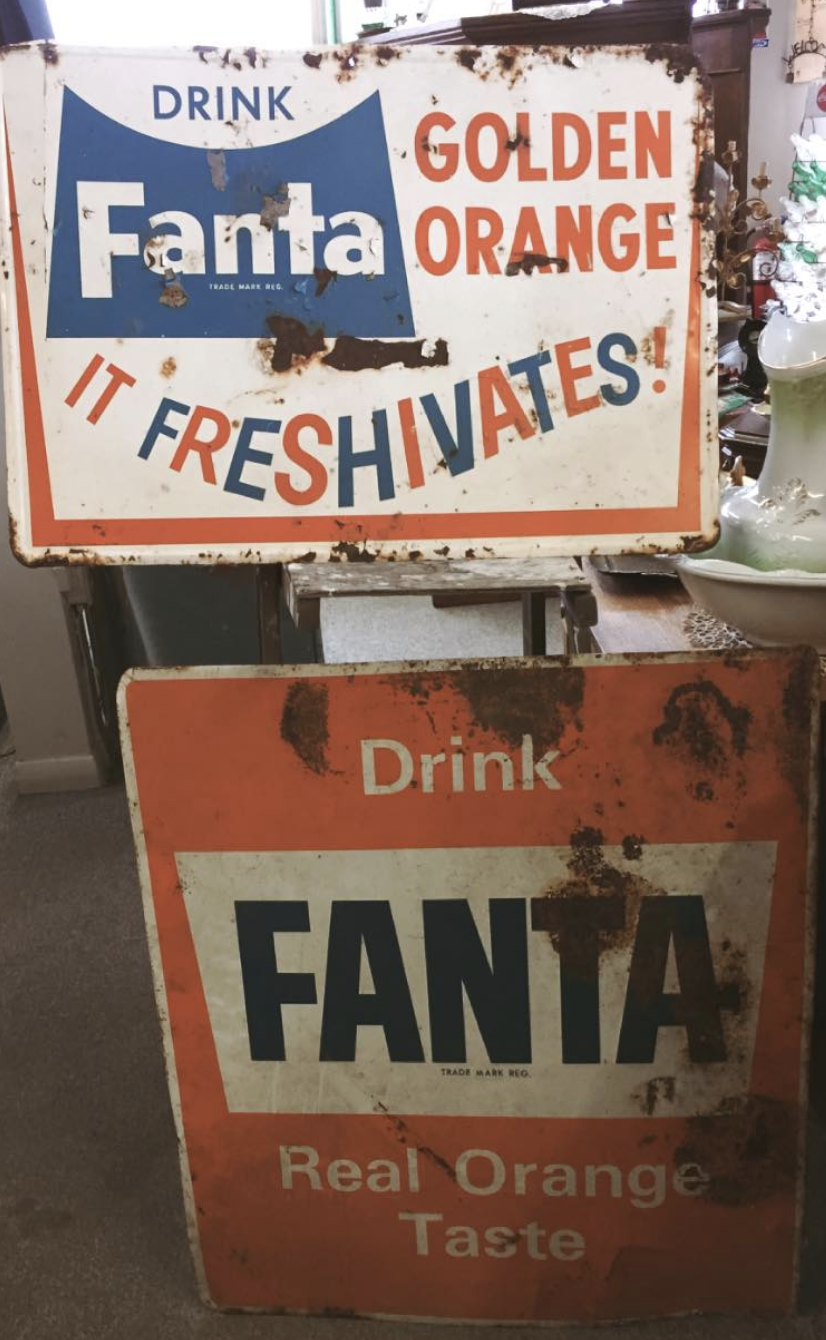 DRINK
Fanta
TRADE MARK REG.
GOLDEN
ORANGE
IT FRESHIVATES!
Drink
FANTA
TRADE MARK REG.
Real Orange
Taste